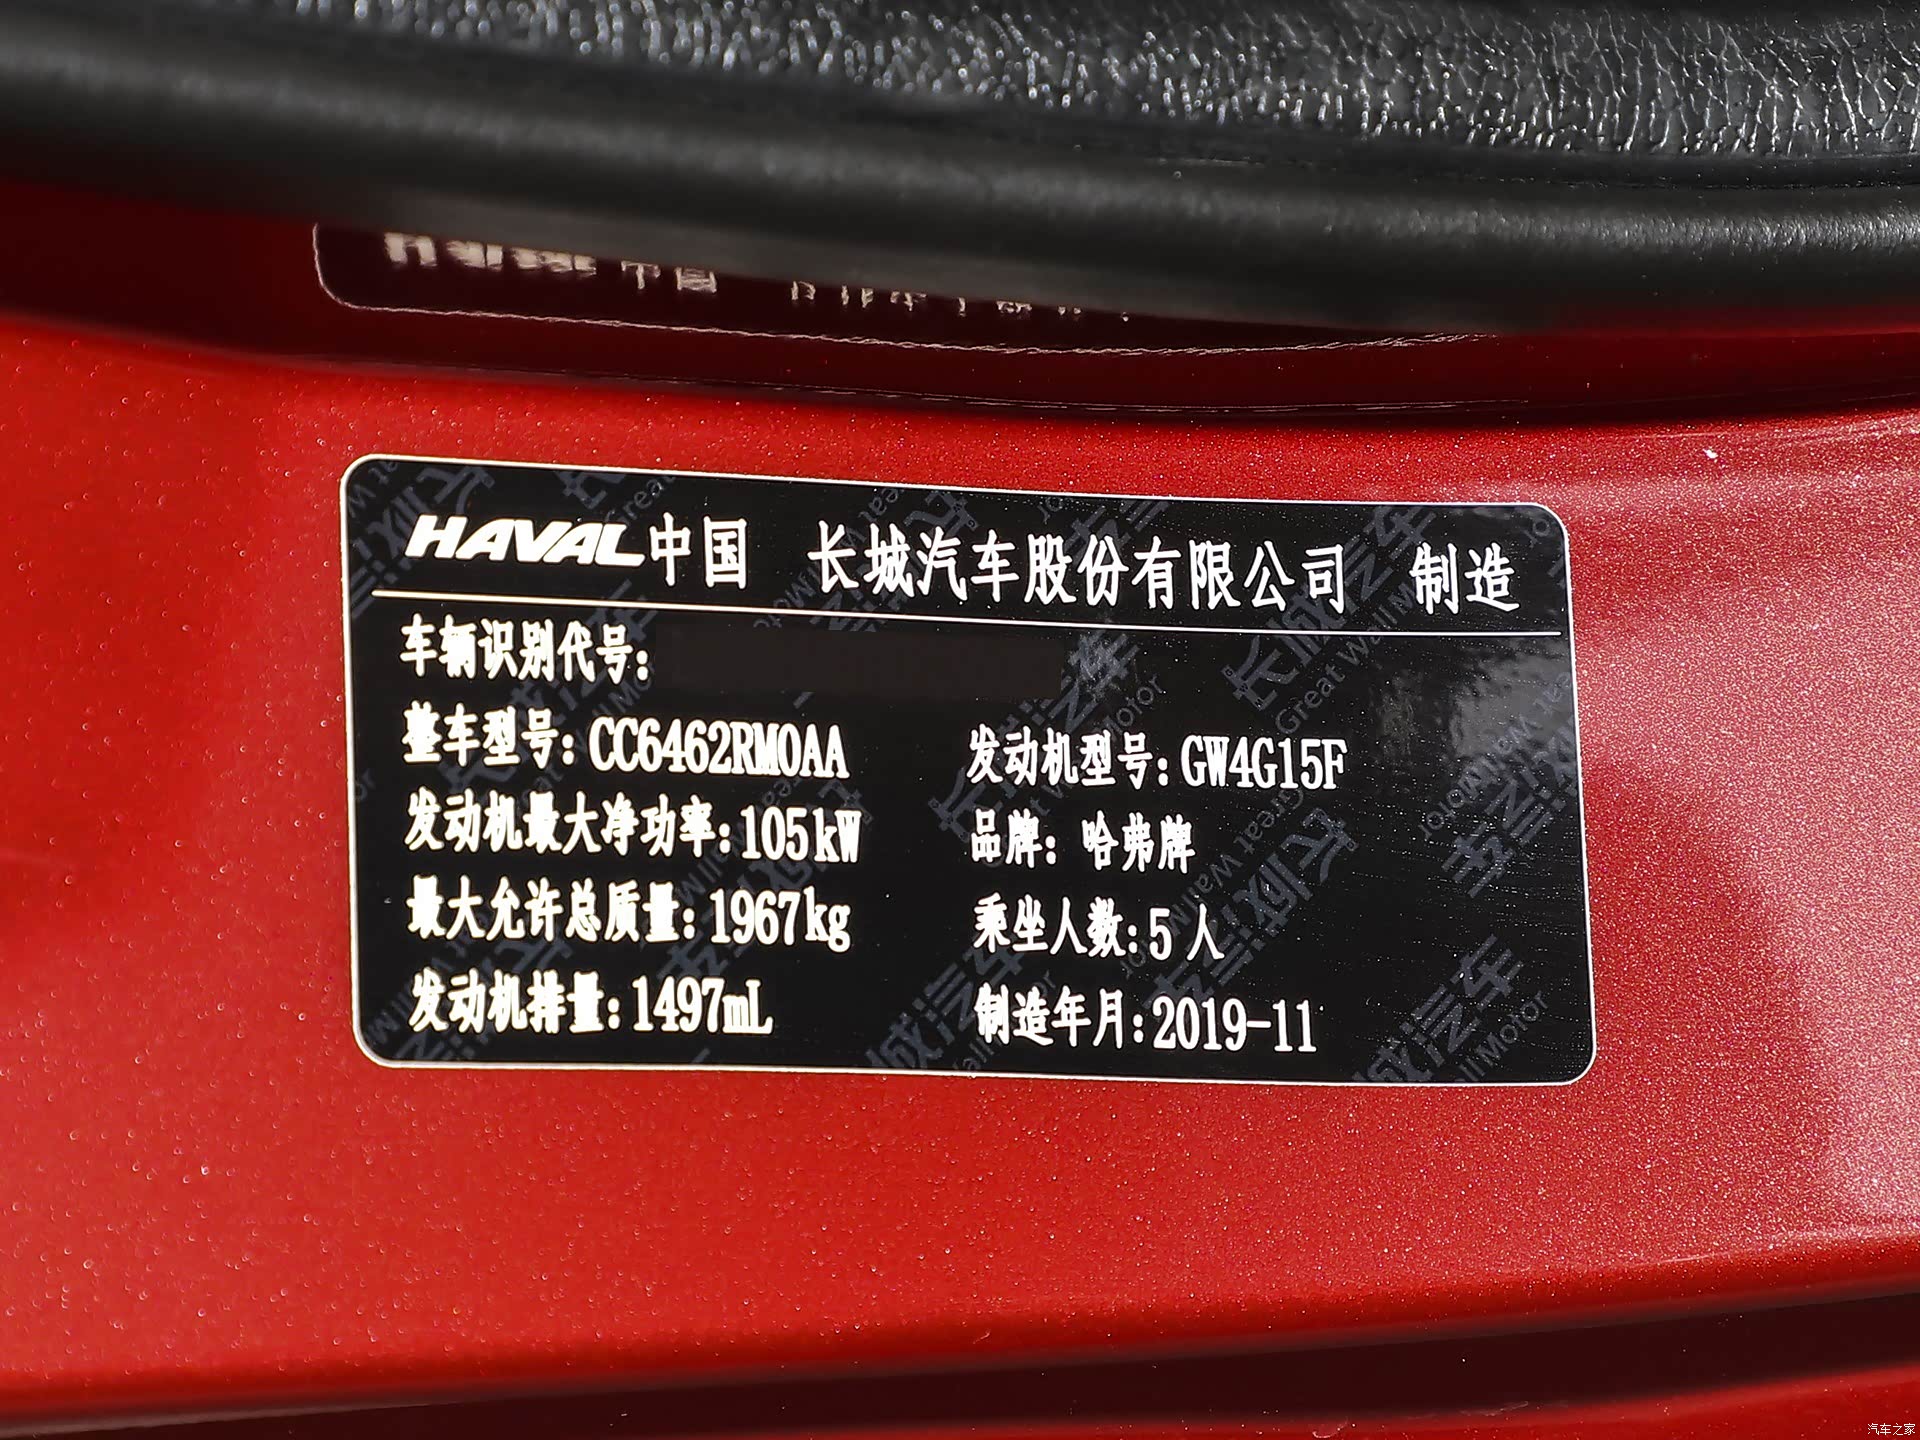 HAVAL中国 长城汽车股份有限公司 制造
车辆识别代号:
整车型号: CC6462RM0AA 发动机型号: GW4G15F
发动机最大净功率: 105kW 品牌: 哈弗牌
最大允许总质量: 1967kg 乘坐人数: 5人
发动机排量: 1497mL 制造年月: 2019-11
汽车之家